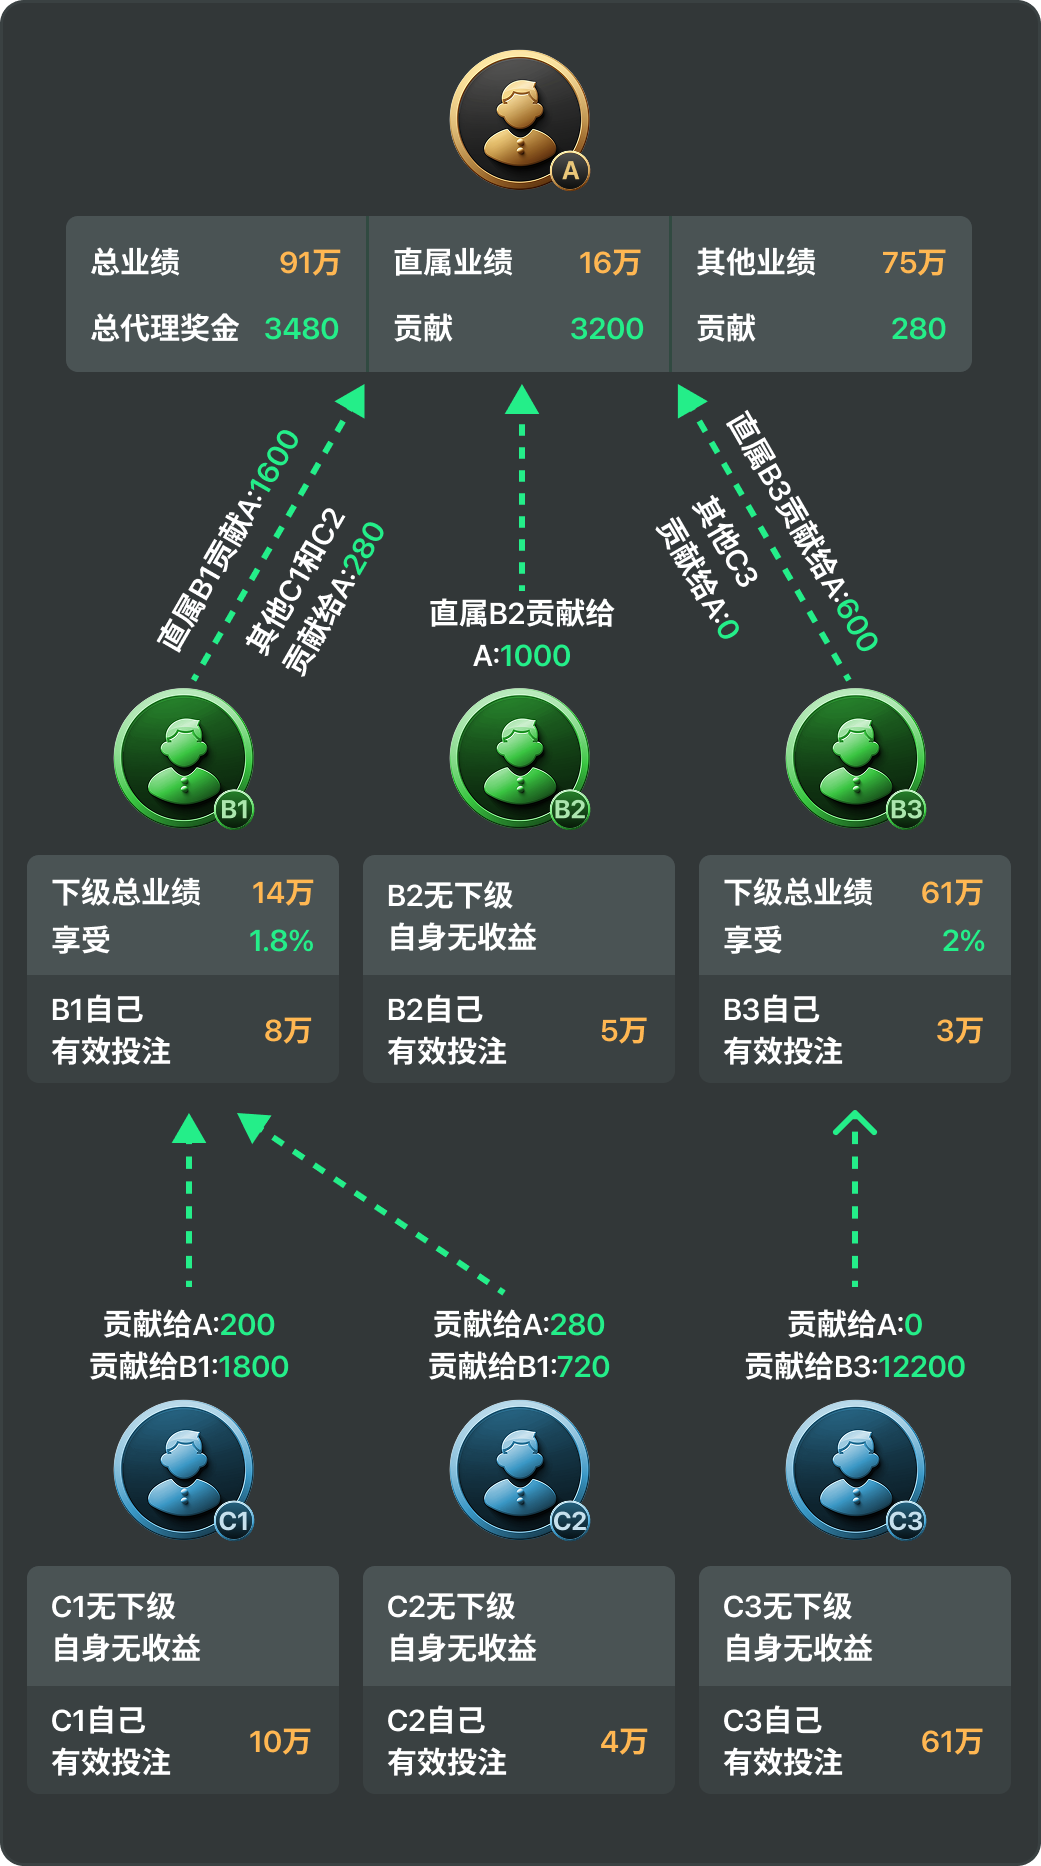 A
总业绩 91万
总代理奖金 3480
直属业绩 16万
贡献 3200
其他业绩 75万
贡献 280
直属B1贡献A:1600
其他C1和C2
贡献给A:280
直属B2贡献给
A:1000
直属B3贡献给A:600
其他C3
贡献给A:0
B1
B2
B3
下级总业绩 14万
享受 1.8%
B1自己
有效投注
8万
B2无下级
自身无收益
B2自己
有效投注
5万
下级总业绩 61万
享受 2%
B3自己
有效投注
3万
贡献给A:200
贡献给B1:1800
贡献给A:280
贡献给B1:720
贡献给A:0
贡献给B3:12200
C1
C2
C3
C1无下级
自身无收益
C1自己
有效投注
10万
C2无下级
自身无收益
C2自己
有效投注
4万
C3无下级
自身无收益
C3自己
有效投注
61万